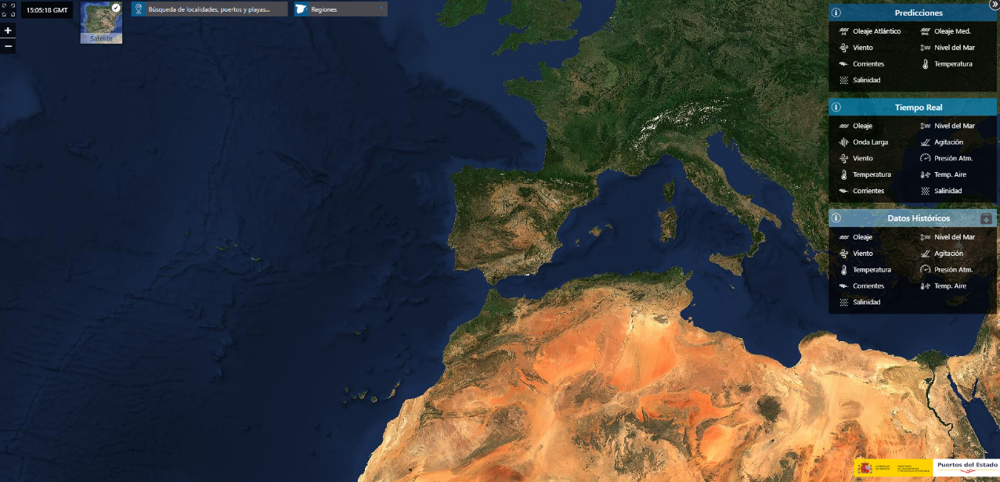 15:05:18 GMT
Satélite
Búsqueda de localidades, puertos y playas...
Regiones
+
−
Predicciones
Oleaje Atlántico
Oleaje Med.
Viento
Nivel del Mar
Corrientes
Temperatura
Salinidad
Tiempo Real
Oleaje
Nivel del Mar
Onda Larga
Agitación
Viento
Presión Atm.
Temperatura
Temp. Aire
Corrientes
Salinidad
Datos Históricos
Oleaje
Nivel del Mar
Viento
Agitación
Temperatura
Presión Atm.
Corrientes
Temp. Aire
Salinidad
Puertos del Estado